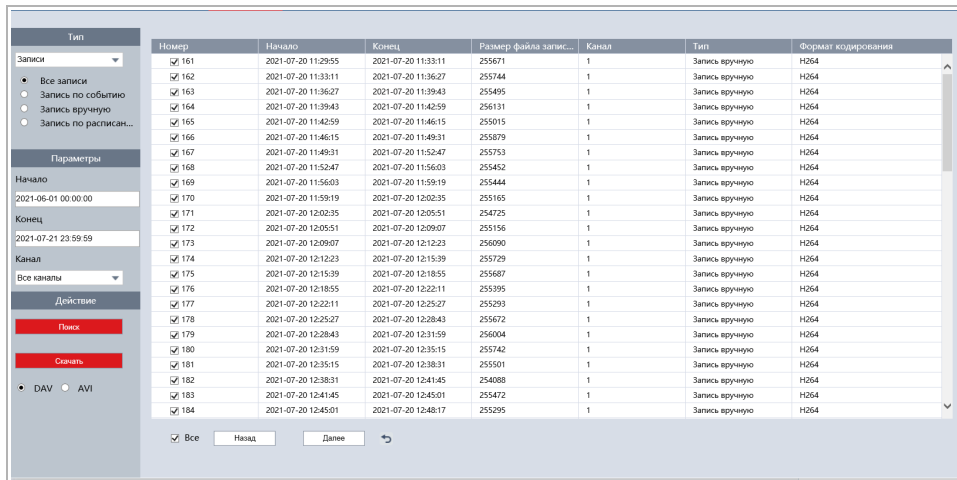 Тип
Записи
Все записи
Запись по событию
Запись вручную
Запись по расписан...
Параметры
Начало
2021-06-01 00:00:00
Конец
2021-07-21 23:59:59
Канал
Все каналы
Действие
Поиск
Скачать
DAV AVI
Номер Начало Конец Размер файла запис... Канал Тип Формат кодирования
161 2021-07-20 11:29:55 2021-07-20 11:33:11 255671 1 Запись вручную H264
162 2021-07-20 11:33:11 2021-07-20 11:36:27 255744 1 Запись вручную H264
163 2021-07-20 11:36:27 2021-07-20 11:39:43 255495 1 Запись вручную H264
164 2021-07-20 11:39:43 2021-07-20 11:42:59 256131 1 Запись вручную H264
165 2021-07-20 11:42:59 2021-07-20 11:46:15 255015 1 Запись вручную H264
166 2021-07-20 11:46:15 2021-07-20 11:49:31 255879 1 Запись вручную H264
167 2021-07-20 11:49:31 2021-07-20 11:52:47 255753 1 Запись вручную H264
168 2021-07-20 11:52:47 2021-07-20 11:56:03 255452 1 Запись вручную H264
169 2021-07-20 11:56:03 2021-07-20 11:59:19 255444 1 Запись вручную H264
170 2021-07-20 11:59:19 2021-07-20 12:02:35 255165 1 Запись вручную H264
171 2021-07-20 12:02:35 2021-07-20 12:05:51 254725 1 Запись вручную H264
172 2021-07-20 12:05:51 2021-07-20 12:09:07 255156 1 Запись вручную H264
173 2021-07-20 12:09:07 2021-07-20 12:12:23 256090 1 Запись вручную H264
174 2021-07-20 12:12:23 2021-07-20 12:15:39 255729 1 Запись вручную H264
175 2021-07-20 12:15:39 2021-07-20 12:18:55 255687 1 Запись вручную H264
176 2021-07-20 12:18:55 2021-07-20 12:22:11 255395 1 Запись вручную H264
177 2021-07-20 12:22:11 2021-07-20 12:25:27 255293 1 Запись вручную H264
178 2021-07-20 12:25:27 2021-07-20 12:28:43 255672 1 Запись вручную H264
179 2021-07-20 12:28:43 2021-07-20 12:31:59 256004 1 Запись вручную H264
180 2021-07-20 12:31:59 2021-07-20 12:35:15 255742 1 Запись вручную H264
181 2021-07-20 12:35:15 2021-07-20 12:38:31 255501 1 Запись вручную H264
182 2021-07-20 12:38:31 2021-07-20 12:41:45 254088 1 Запись вручную H264
183 2021-07-20 12:41:45 2021-07-20 12:45:01 255472 1 Запись вручную H264
184 2021-07-20 12:45:01 2021-07-20 12:48:17 255295 1 Запись вручную H264
Все Назад Далее